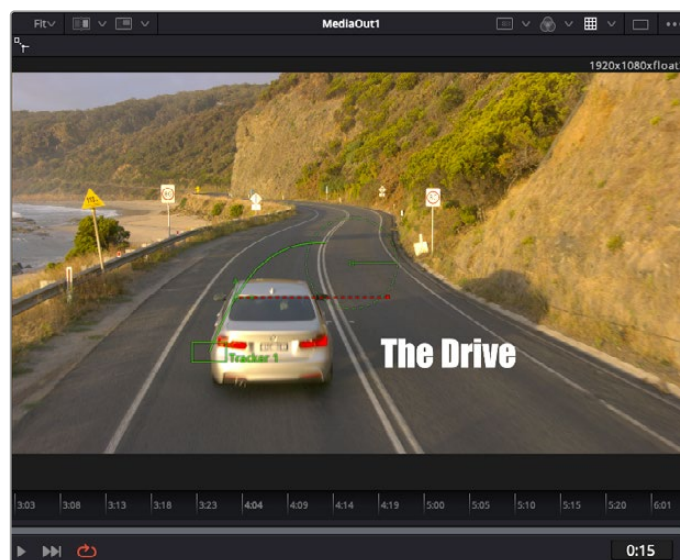 Fit
MediaOut1
1920x1080xfloat
Tracker 1
The Drive
3:03 3:08 3:13 3:18 3:23 4:04 4:09 4:14 4:19 5:00 5:05 5:10 5:15 5:20 6:01
0:15